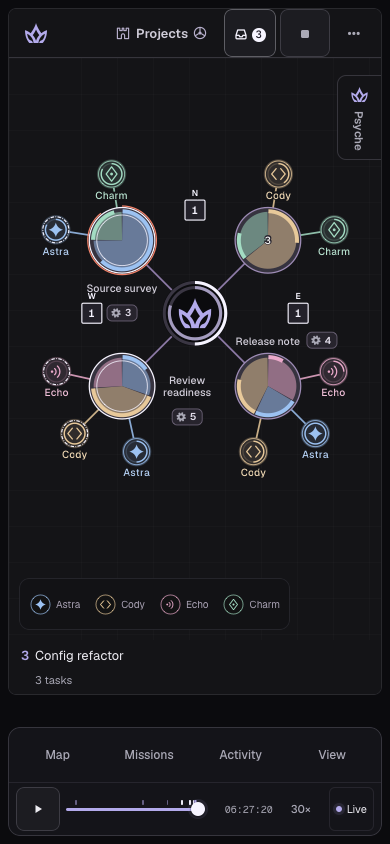 Projects
3
Psyche
Charm
Cody
N
1
Astra
3
Charm
Source survey
W
1
3
E
1
Release note
4
Echo
Review
readiness
Echo
5
Cody
Astra
Astra
Cody
Astra
Cody
Echo
Charm
3 Config refactor
3 tasks
Map
Missions
Activity
View
06:27:20
30×
Live